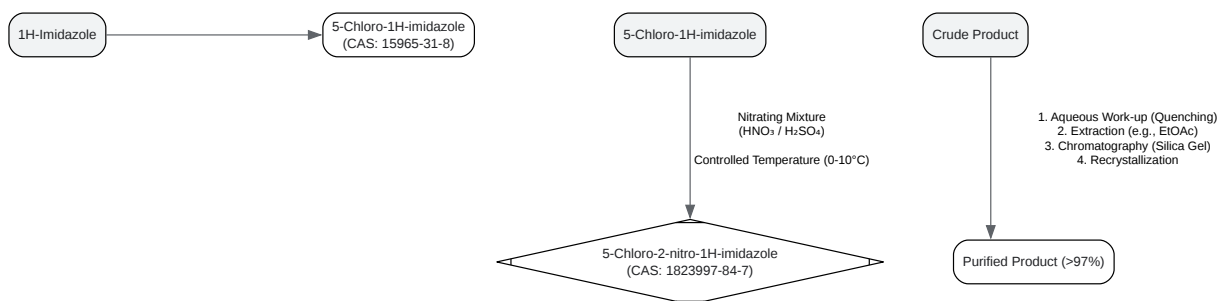 1H-Imidazole
5-Chloro-1H-imidazole
(CAS: 15965-31-8)
5-Chloro-1H-imidazole
Nitrating Mixture
(HNO₃ / H₂SO₄)
Controlled Temperature (0-10°C)
5-Chloro-2-nitro-1H-imidazole
(CAS: 1823997-84-7)
Crude Product
1. Aqueous Work-up (Quenching)
2. Extraction (e.g., EtOAc)
3. Chromatography (Silica Gel)
4. Recrystallization
Purified Product (>97%)